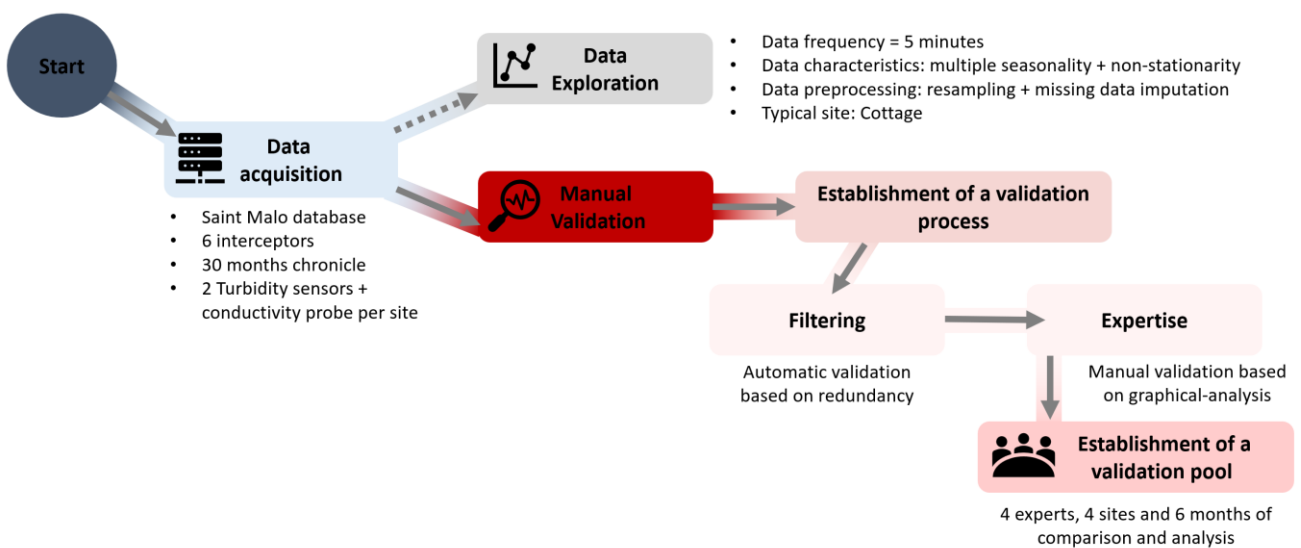 Start
Data
acquisition
• Saint Malo database
• 6 interceptors
• 30 months chronicle
• 2 Turbidity sensors +
conductivity probe per site
Data
Exploration
• Data frequency = 5 minutes
• Data characteristics: multiple seasonality + non-stationarity
• Data preprocessing: resampling + missing data imputation
• Typical site: Cottage
Manual
Validation
Establishment of a validation
process
Filtering
Automatic validation
based on redundancy
Expertise
Manual validation based
on graphical-analysis
Establishment of a
validation pool
4 experts, 4 sites and 6 months of
comparison and analysis